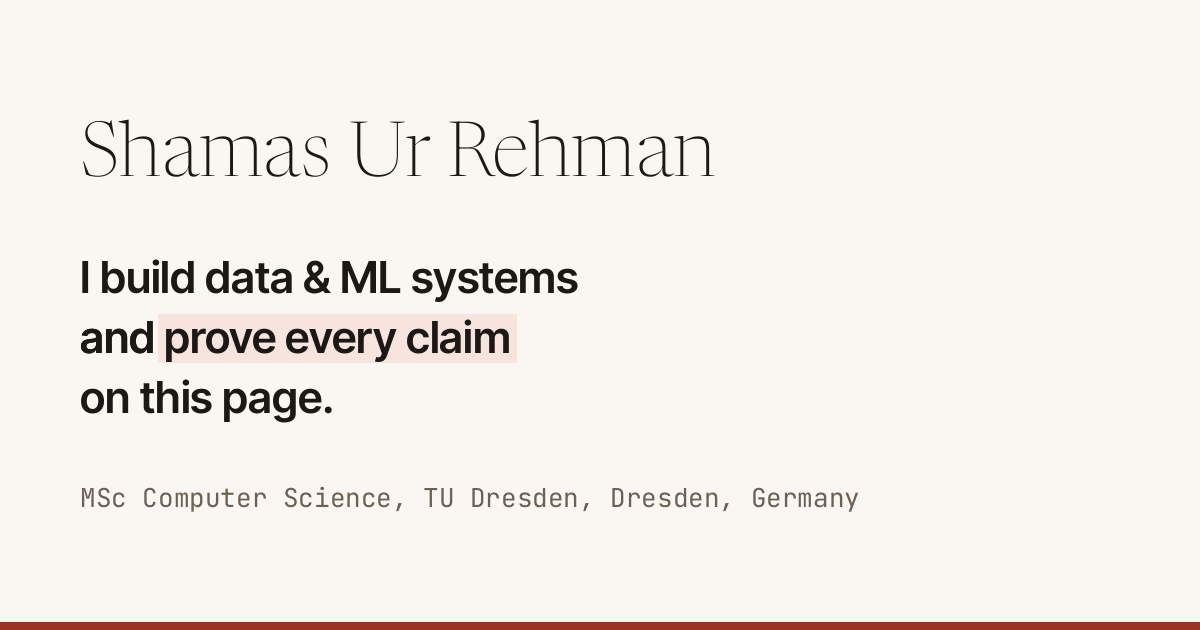 Shamas Ur Rehman
I build data & ML systems
and prove every claim
on this page.
MSc Computer Science, TU Dresden, Dresden, Germany